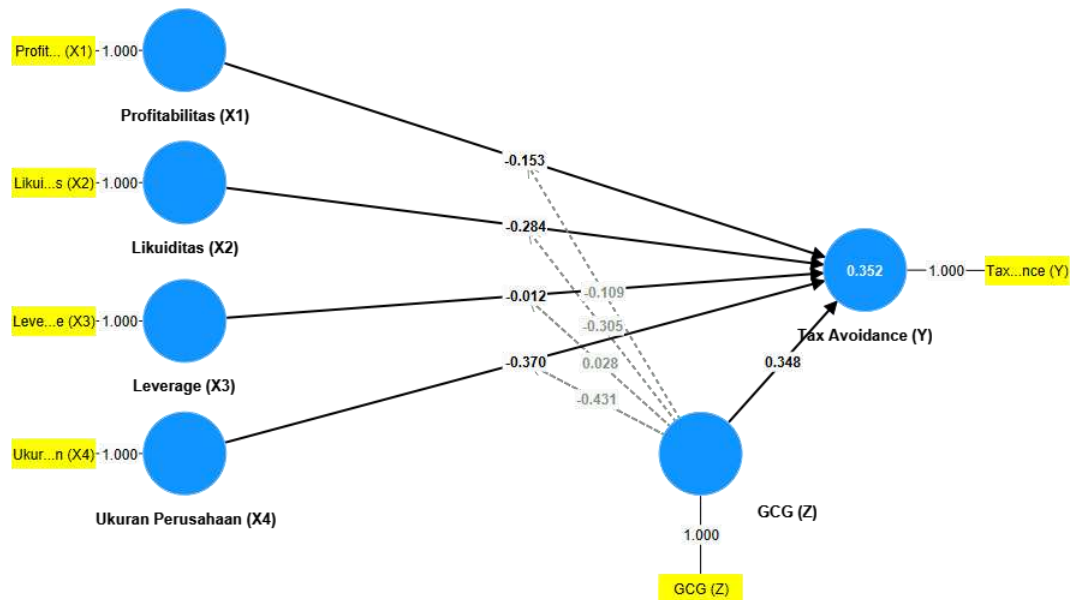 Profit... (X1)
1.000
Profitabilitas (X1)
-0.153
Likui...s (X2)
1.000
Likuiditas (X2)
-0.284
0.352
1.000
Tax...nce (Y)
Tax Avoidance (Y)
Leve...e (X3)
1.000
Leverage (X3)
-0.012
-0.109
-0.305
0.028
-0.431
-0.370
0.348
Ukur...n (X4)
1.000
Ukuran Perusahaan (X4)
GCG (Z)
1.000
GCG (Z)